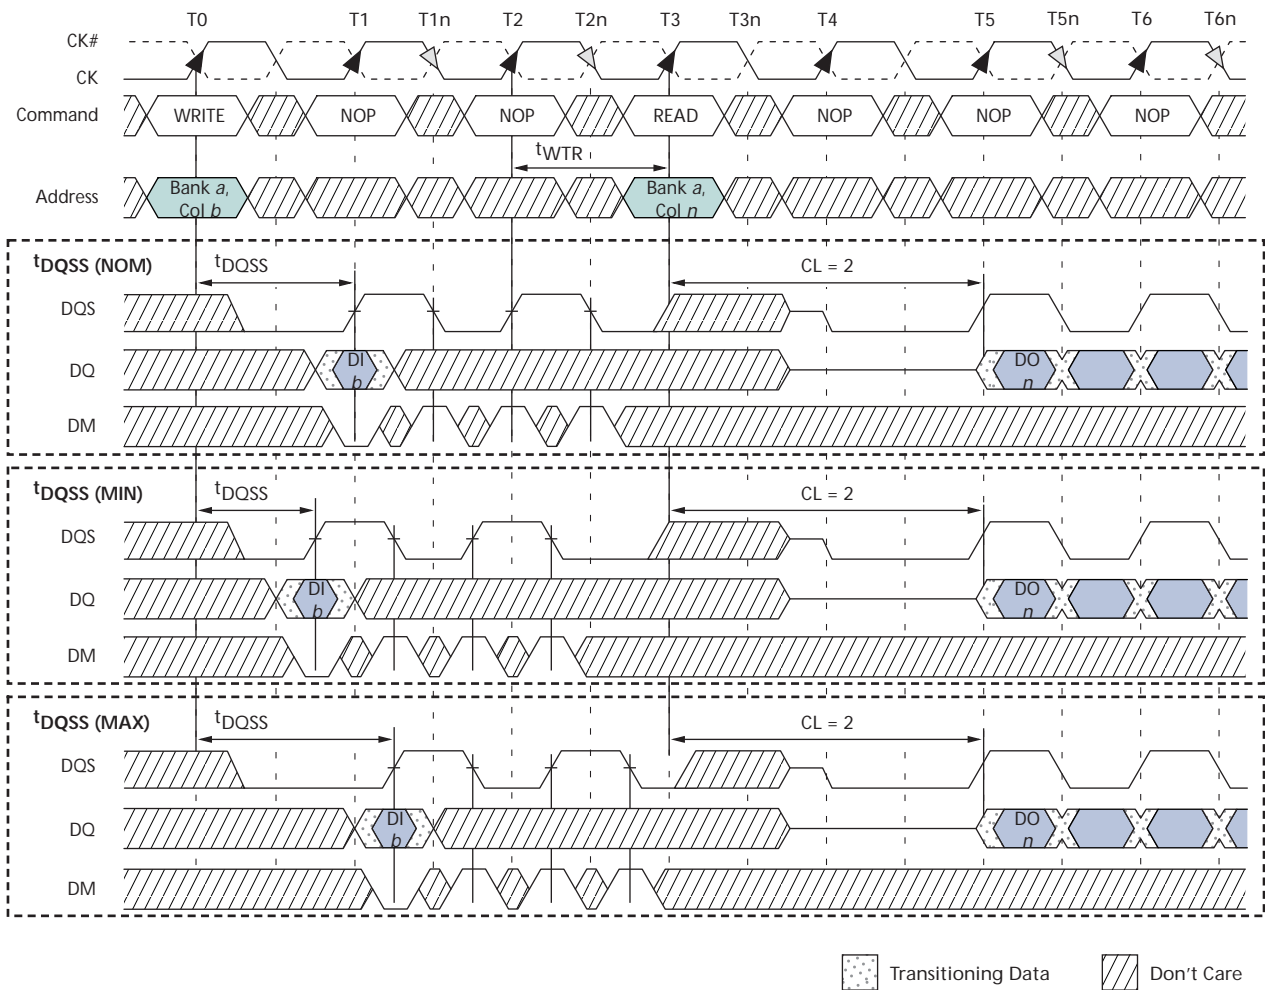 T0 T1 T1n T2 T2n T3 T3n T4 T5 T5n T6 T6n
CK#
CK
Command WRITE NOP NOP READ NOP NOP NOP
tWTR
Address Bank a, Col b Bank a, Col n
tDQSS (NOM) tDQSS CL = 2
DQS
DQ DI b DO n
DM
tDQSS (MIN) tDQSS CL = 2
DQS
DQ DI b DO n
DM
tDQSS (MAX) tDQSS CL = 2
DQS
DQ DI b DO n
DM
Transitioning Data Don't Care